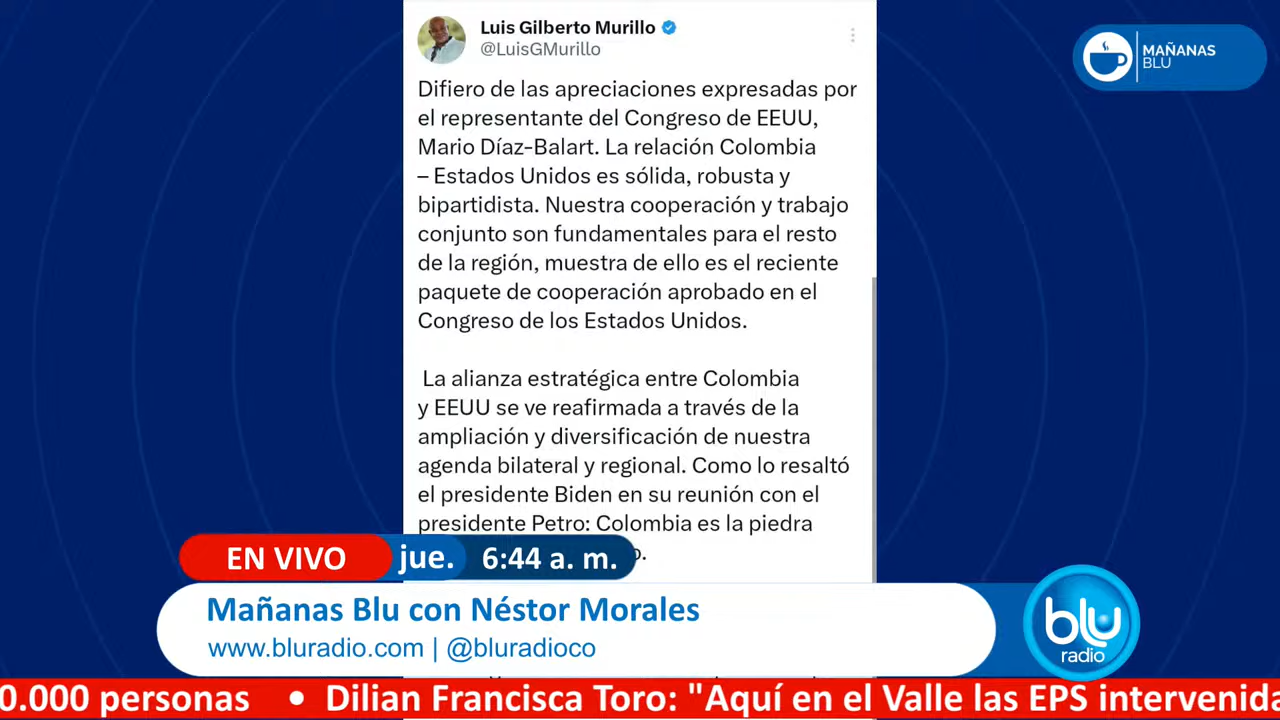 Luis Gilberto Murillo
@LuisGMurillo
MAÑANAS
BLU
Difiero de las apreciaciones expresadas por
el representante del Congreso de EEUU,
Mario Díaz-Balart. La relación Colombia
– Estados Unidos es sólida, robusta y
bipartidista. Nuestra cooperación y trabajo
conjunto son fundamentales para el resto
de la región, muestra de ello es el reciente
paquete de cooperación aprobado en el
Congreso de los Estados Unidos.
La alianza estratégica entre Colombia
y EEUU se ve reafirmada a través de la
ampliación y diversificación de nuestra
agenda bilateral y regional. Como lo resaltó
el presidente Biden en su reunión con el
presidente Petro: Colombia es la piedra
EN VIVO jue. 6:44 a. m.
Mañanas Blu con Néstor Morales
www.bluradio.com | @bluradioco
blu
radio
0.000 personas • Dilian Francisca Toro: "Aquí en el Valle las EPS intervenida